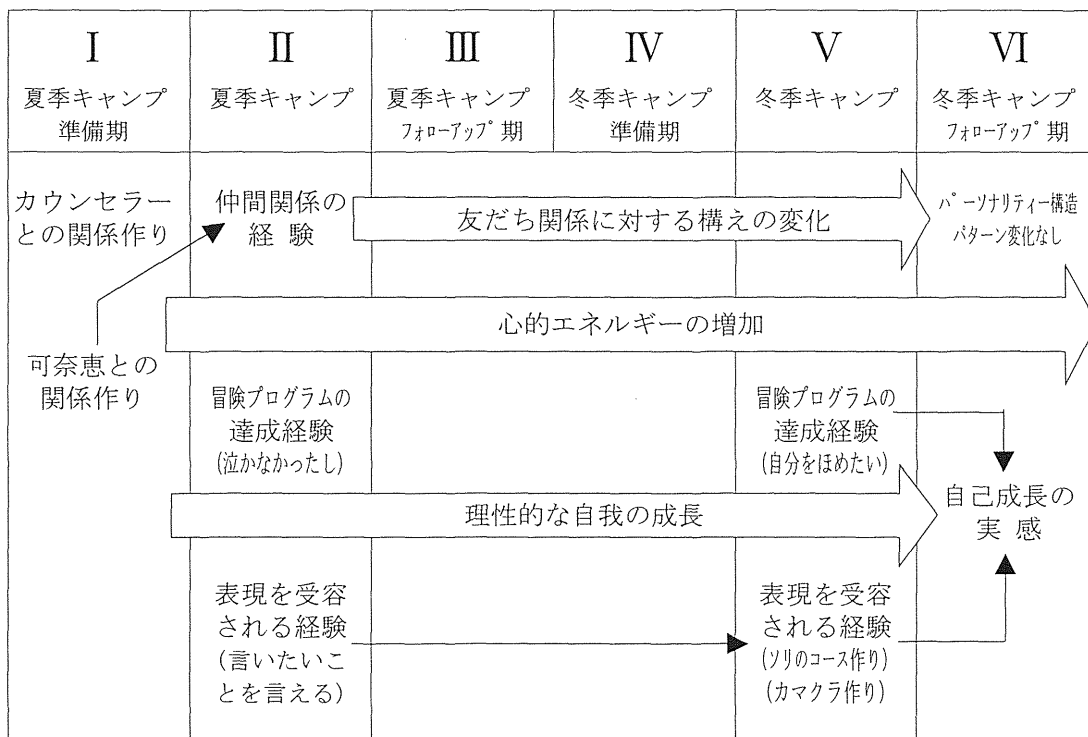 I
夏季キャンプ
準備期
II
夏季キャンプ
III
夏季キャンプ
フォローアップ期
IV
冬季キャンプ
準備期
V
冬季キャンプ
VI
冬季キャンプ
フォローアップ期
カウンセラー
との関係作り
仲間関係の
経 験
友だち関係に対する構えの変化
パーソナリティー構造
パターン変化なし
心的エネルギーの増加
可奈恵との
関係作り
冒険プログラムの
達成経験
(泣かなかったし)
冒険プログラムの
達成経験
(自分をほめたい)
理性的な自我の成長
自己成長の
実 感
表現を受容
される経験
(言いたいこ
とを言える)
表現を受容
される経験
(ソリのコース作り)
(カマクラ作り)